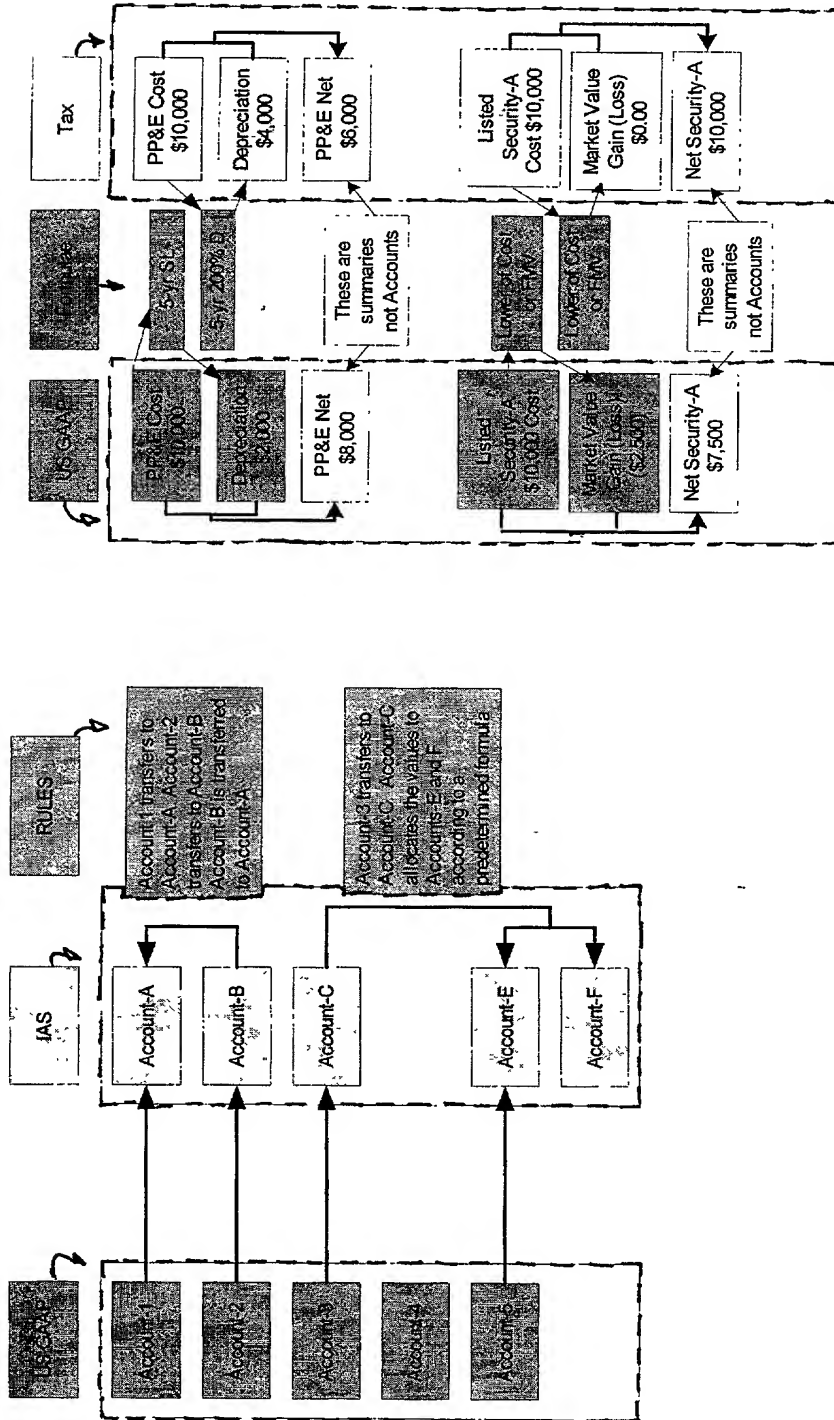 US GAAP
IAS
RULES
Account-1
Account-2
Account-3
Account-4
Account-5
Account-A
Account-B
Account-C
Account-E
Account-F
Account 1 transfers to
Account-A Account-2
transfers to Account-B
Account-B is transferred
to Account-A
Account-3 transfers to
Account-C Account-C
allocates the values to
Accounts-E and F
according to a
predetermined formula
US GAAP
Formulae
Tax
PP&E Cost
$10,000
Depreciation
$2,000
PP&E Net
$8,000
5-yr SL
5-yr 200% D
These are
summaries
not Accounts
PP&E Cost
$10,000
Depreciation
$4,000
PP&E Net
$6,000
Listed
Security-A
$10,000 Cost
Market Value
Gain (Loss)
($2,500)
Net Security-A
$7,500
Lower of Cost
or FMV
Lower of Cost
or FMV
These are
summaries
not Accounts
Listed
Security-A
Cost $10,000
Market Value
Gain (Loss)
$0.00
Net Security-A
$10,000